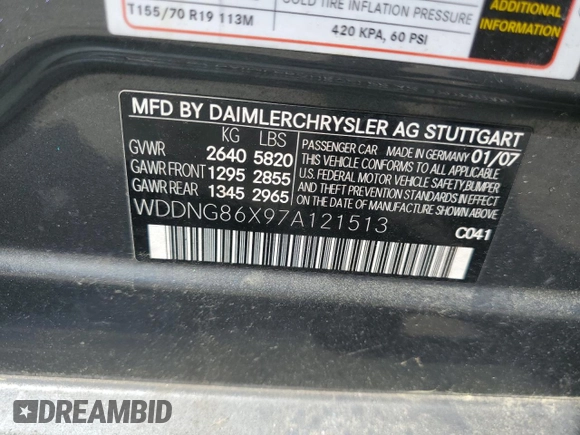 T155/70 R19 113M
COLD TIRE INFLATION PRESSURE
420 KPA, 60 PSI
ADDITIONAL
INFORMATION
MFD BY DAIMLERCHRYSLER AG STUTTGART
KG LBS
GVWR 2640 5820
GAWR FRONT 1295 2855
GAWR REAR 1345 2965
PASSENGER CAR MADE IN GERMANY 01/07
THIS VEHICLE CONFORMS TO ALL APPLICABLE
U.S. FEDERAL MOTOR VEHICLE SAFETY, BUMPER
AND THEFT PREVENTION STANDARDS IN EFFECT
ON THE DATE OF MANUFACTURE SHOWN ABOVE.
WDDNG86X97A121513
C041
DREAMBID